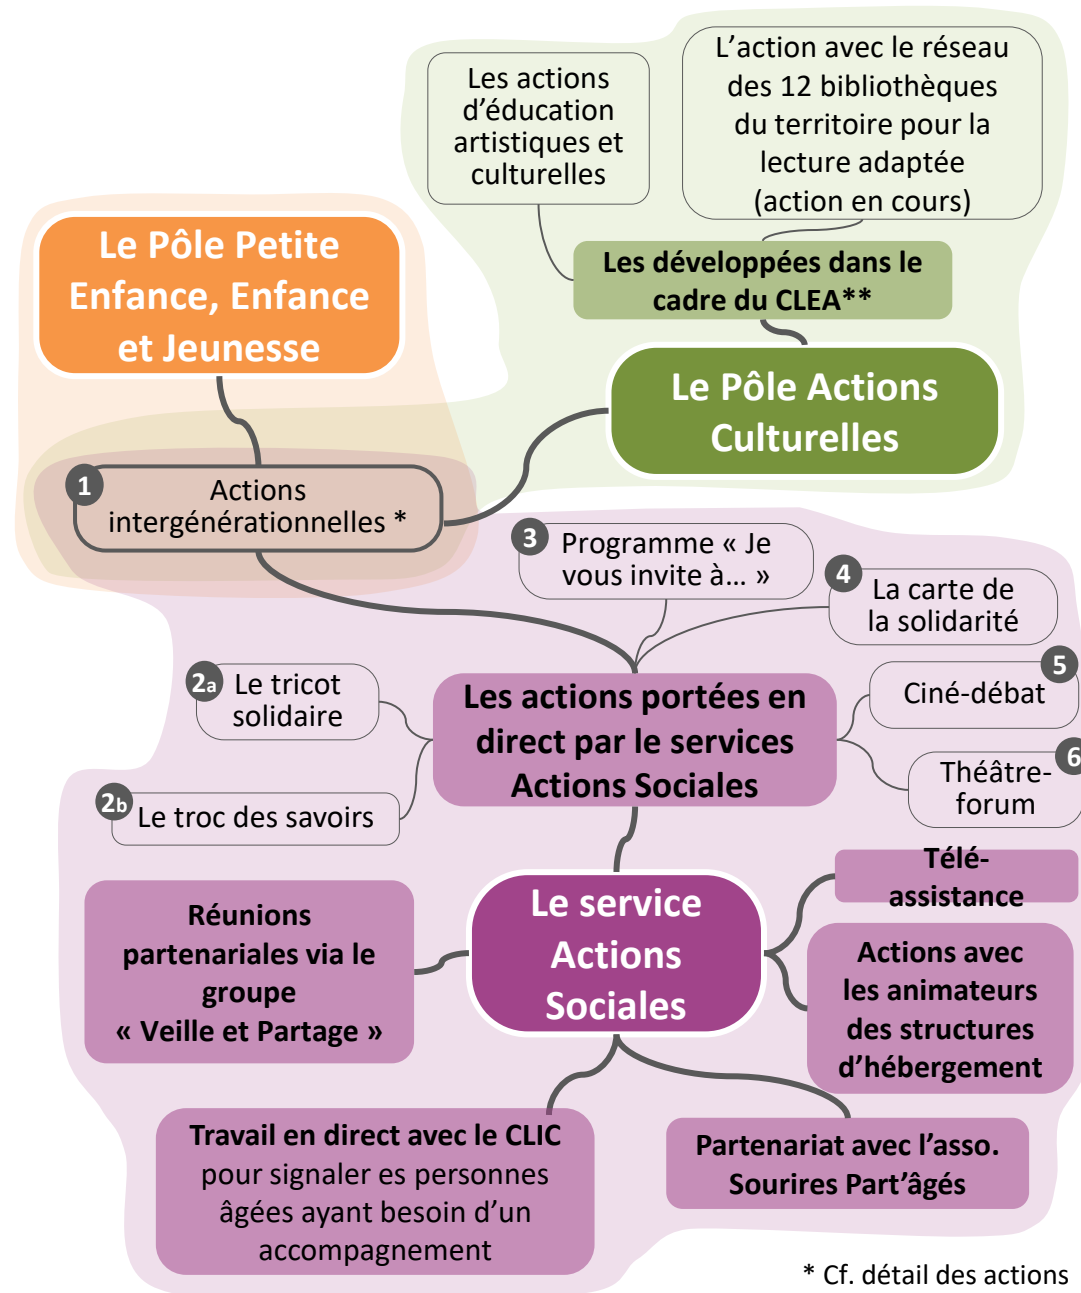 Les actions
d'éducation
artistiques et
culturelles
L'action avec le réseau
des 12 bibliothèques
du territoire pour la
lecture adaptée
(action en cours)
Le Pôle Petite
Enfance, Enfance
et Jeunesse
Les développées dans le
cadre du CLEA**
Le Pôle Actions
Culturelles
1
Actions
intergénérationnelles *
3
Programme « Je
vous invite à... »
4
La carte de
la solidarité
2a
Le tricot
solidaire
Les actions portées en
direct par le services
Actions Sociales
5
Ciné-débat
6
Théâtre-
forum
2b
Le troc des savoirs
Télé-
assistance
Réunions
partenariales via le
groupe
« Veille et Partage »
Le service
Actions
Sociales
Actions avec
les animateurs
des structures
d'hébergement
Travail en direct avec le CLIC
pour signaler es personnes
âgées ayant besoin d'un
accompagnement
Partenariat avec l'asso.
Sourires Part'âgés
* Cf. détail des actions